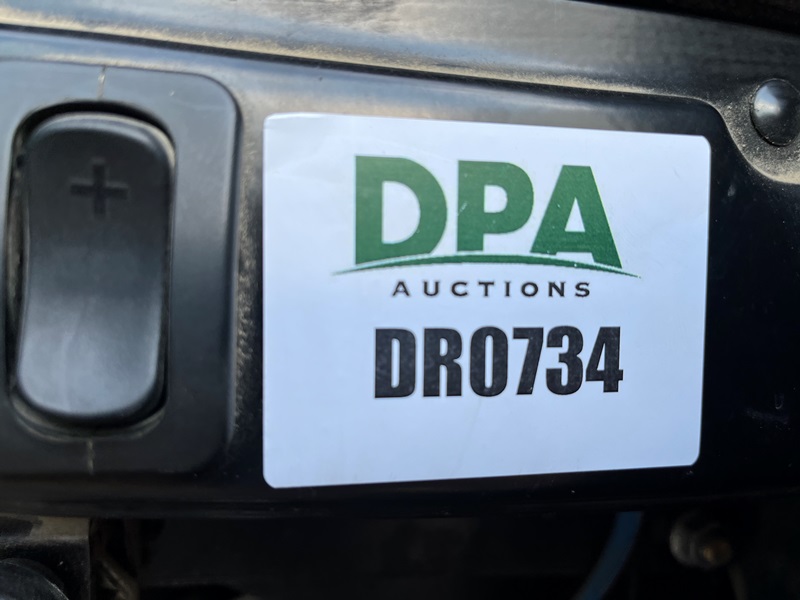 +
DPA
AUCTIONS
DR0734